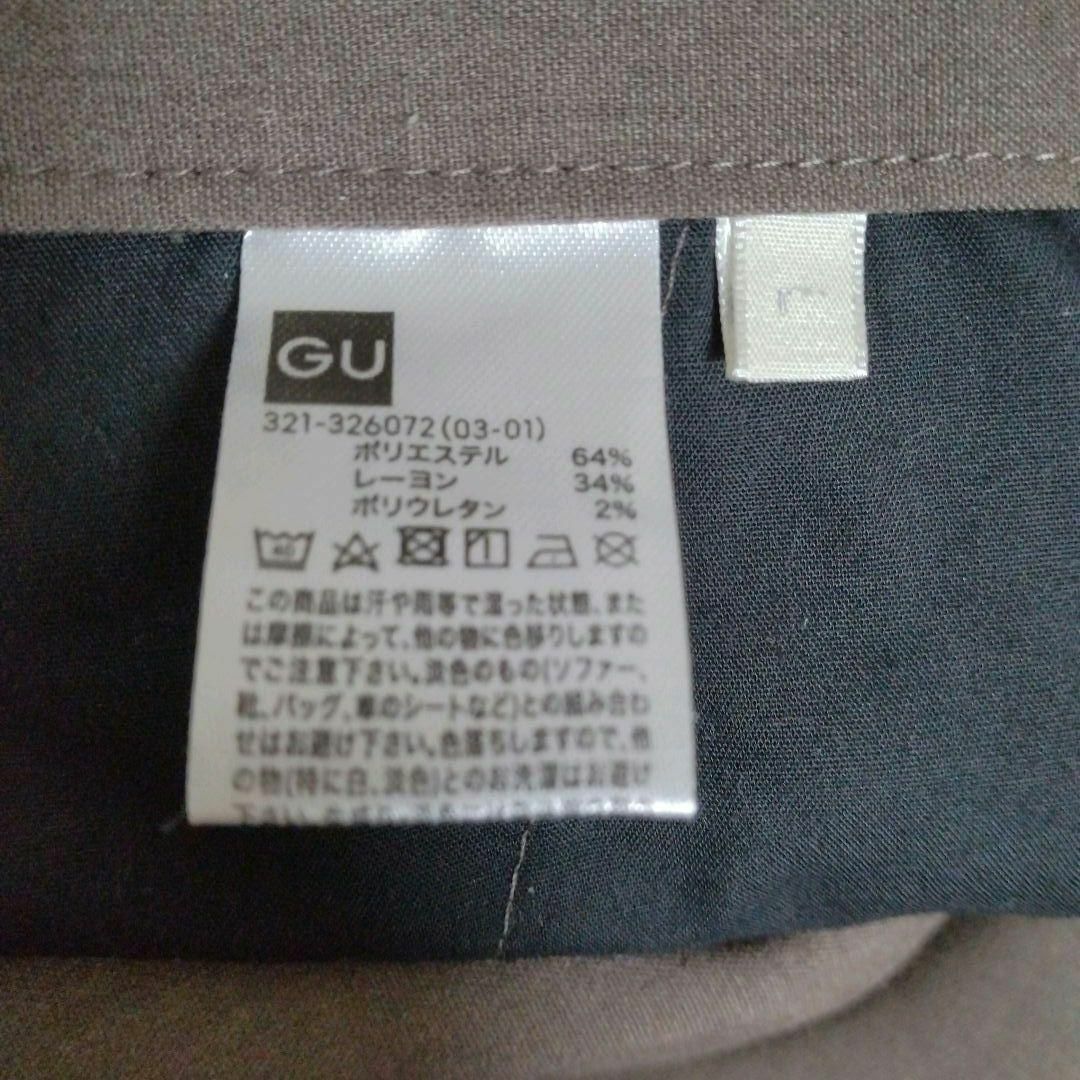 GU
L
321-326072(03-01)
ポリエステル 64%
レーヨン 34%
ポリウレタン 2%
40
この商品は汗や雨等で湿った状態、また
は摩擦によって、他の物に色移りしますの
でご注意下さい。淡色のもの(ソファー、
靴、バッグ、車のシートなど)との組み合わ
せはお避け下さい。色落ちしますので、他
の物(特に白、淡色)とのお洗濯はお避け
下さい。